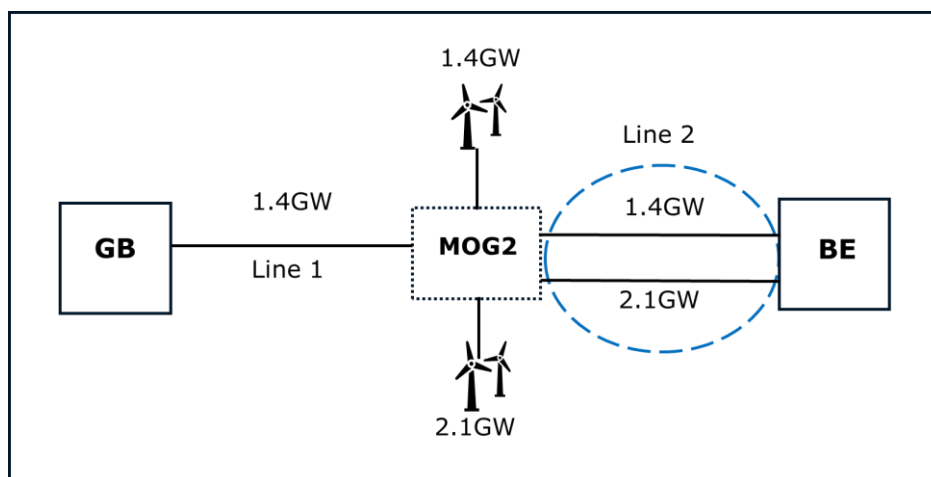 1.4GW
Line 2
1.4GW
1.4GW
GB
MOG2
BE
Line 1
2.1GW
2.1GW